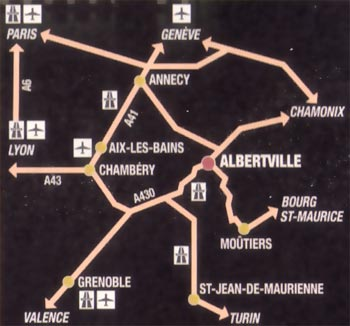 PARIS
GENÈVE
ANNECY
A6
A41
CHAMONIX
LYON
AIX-LES-BAINS
ALBERTVILLE
CHAMBÉRY
A43
A430
BOURG
ST-MAURICE
MOÛTIERS
GRENOBLE
ST-JEAN-DE-MAURIENNE
VALENCE
TURIN